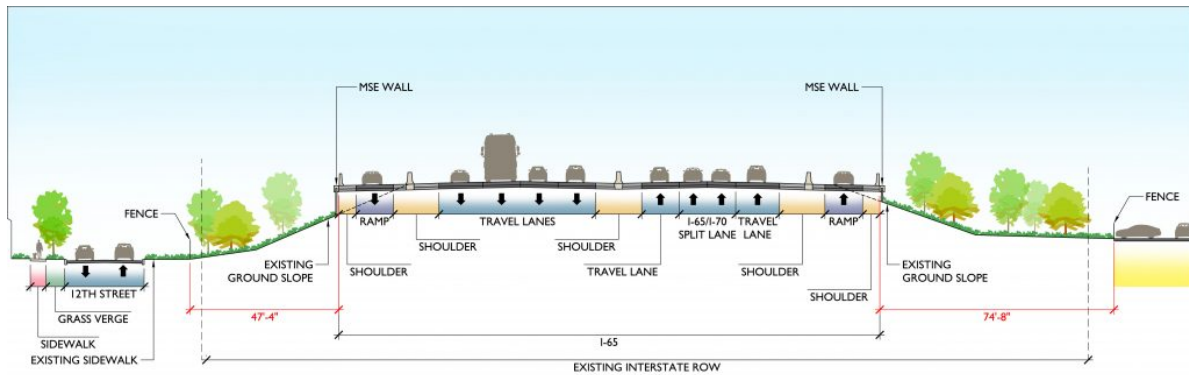 MSE WALL
MSE WALL
FENCE
FENCE
RAMP
TRAVEL LANES
I-65/I-70
SPLIT LANE
TRAVEL
LANE
RAMP
SHOULDER
SHOULDER
EXISTING
GROUND SLOPE
SHOULDER
TRAVEL LANE
SHOULDER
EXISTING
GROUND SLOPE
SHOULDER
12TH STREET
GRASS VERGE
47'-4"
74'-8"
SIDEWALK
I-65
EXISTING SIDEWALK
EXISTING INTERSTATE ROW